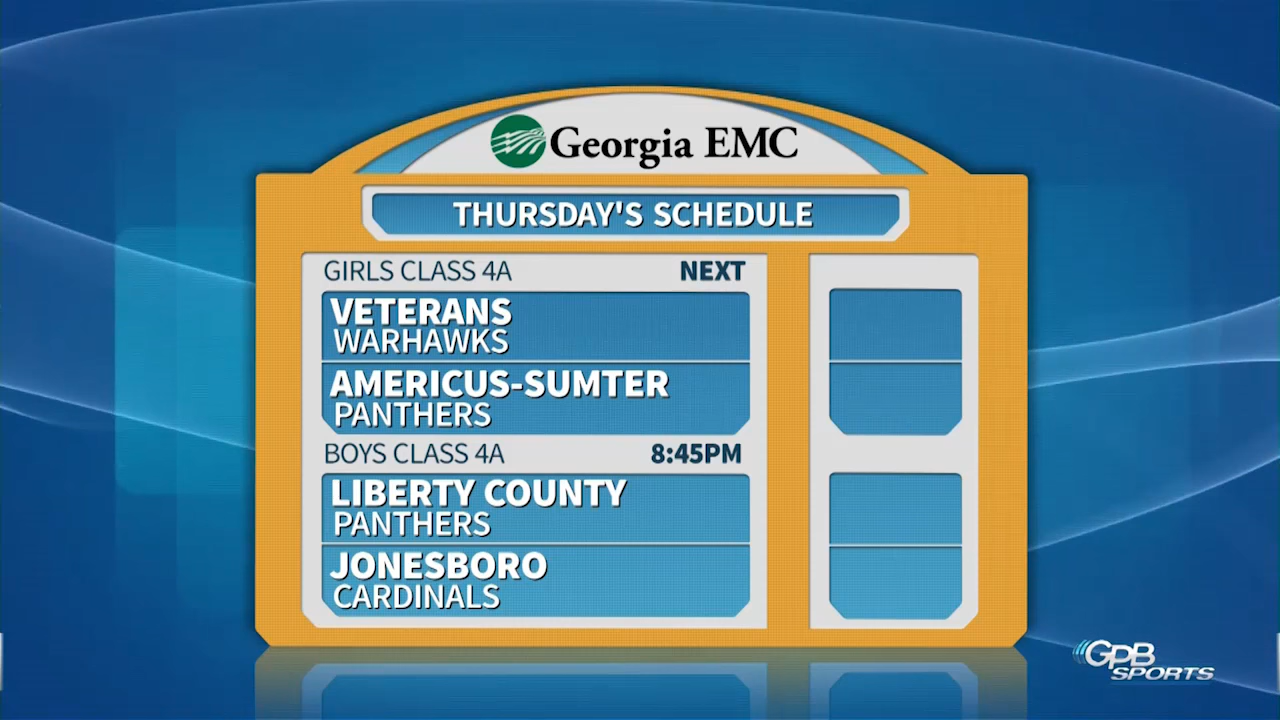 Georgia EMC
THURSDAY'S SCHEDULE
GIRLS CLASS 4A NEXT
VETERANS
WARHAWKS
AMERICUS-SUMTER
PANTHERS
BOYS CLASS 4A 8:45PM
LIBERTY COUNTY
PANTHERS
JONESBORO
CARDINALS
GPB
SPORTS